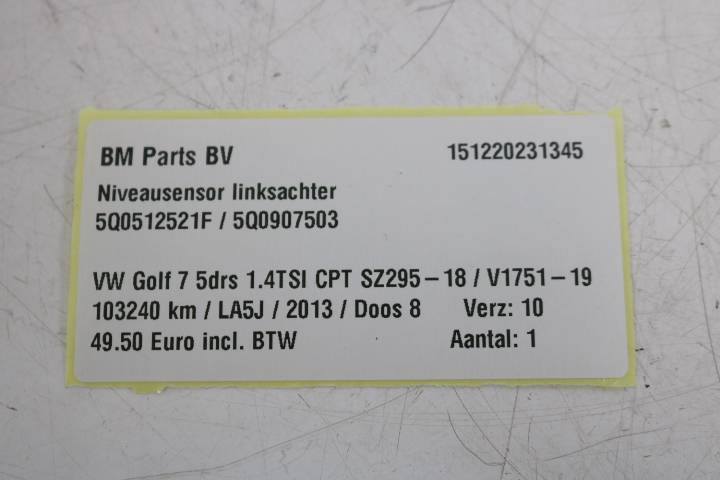 BM Parts BV 151220231345
Niveausensor linksachter
5Q0512521F / 5Q0907503
VW Golf 7 5drs 1.4TSI CPT SZ295-18 / V1751-19
103240 km / LA5J / 2013 / Doos 8 Verz: 10
49.50 Euro incl. BTW Aantal: 1